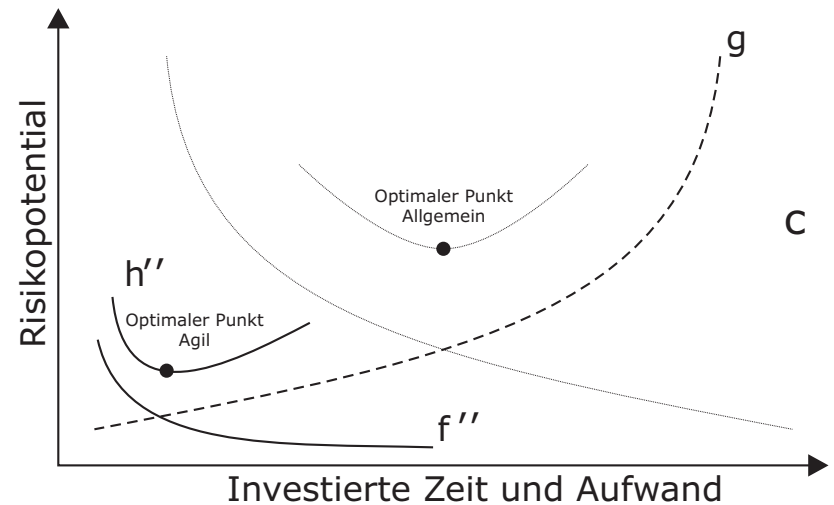 g
Risikopotential
Optimaler Punkt
Allgemein
c
h′′
Optimaler Punkt
Agil
f′′
Investierte Zeit und Aufwand